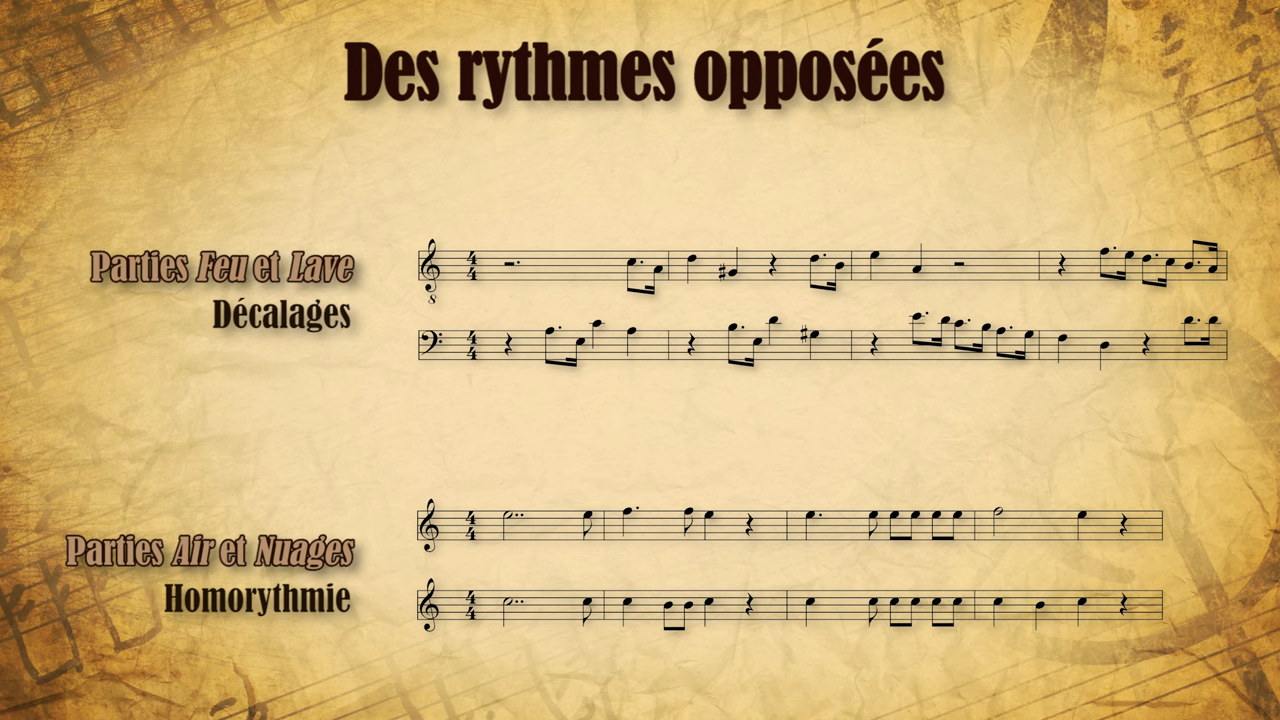 Des rythmes opposées
Parties Feu et Lave
Décalages
Parties Air et Nuages
Homorythmie